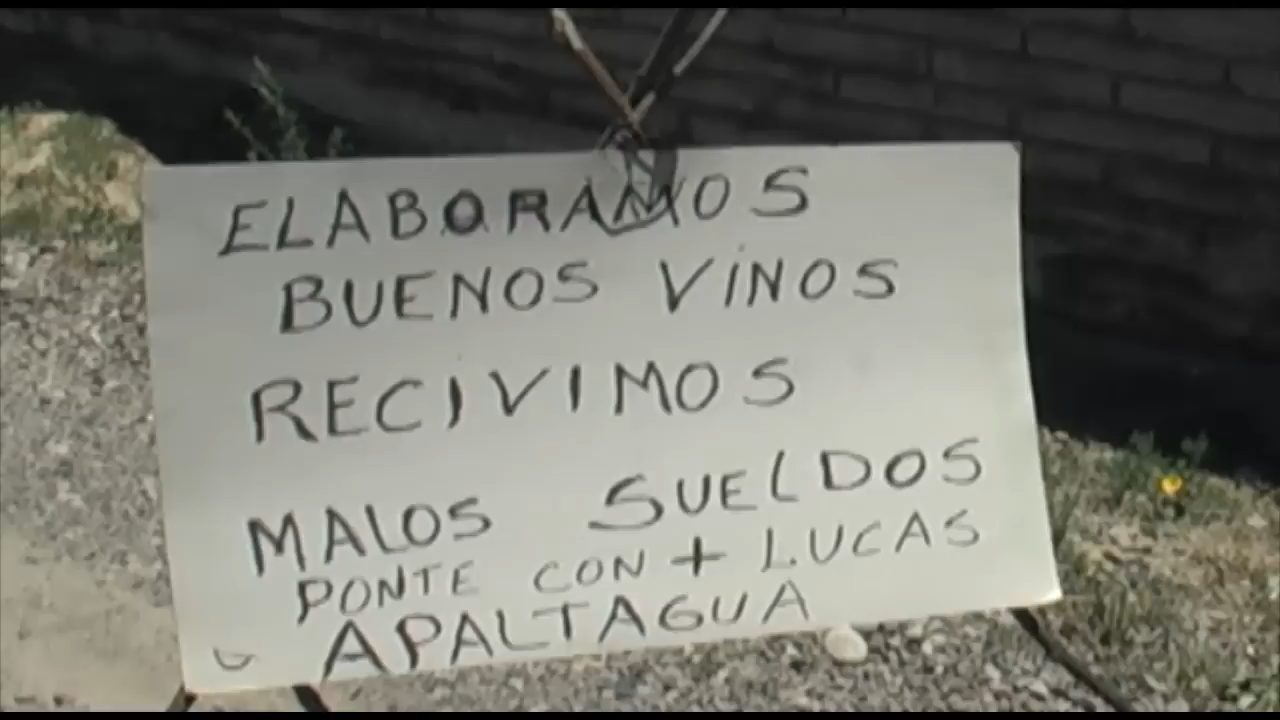 ELABORAMOS
BUENOS VINOS
RECIVIMOS
MALOS SUELDOS
PONTE CON + LUCAS
APALTAGUA